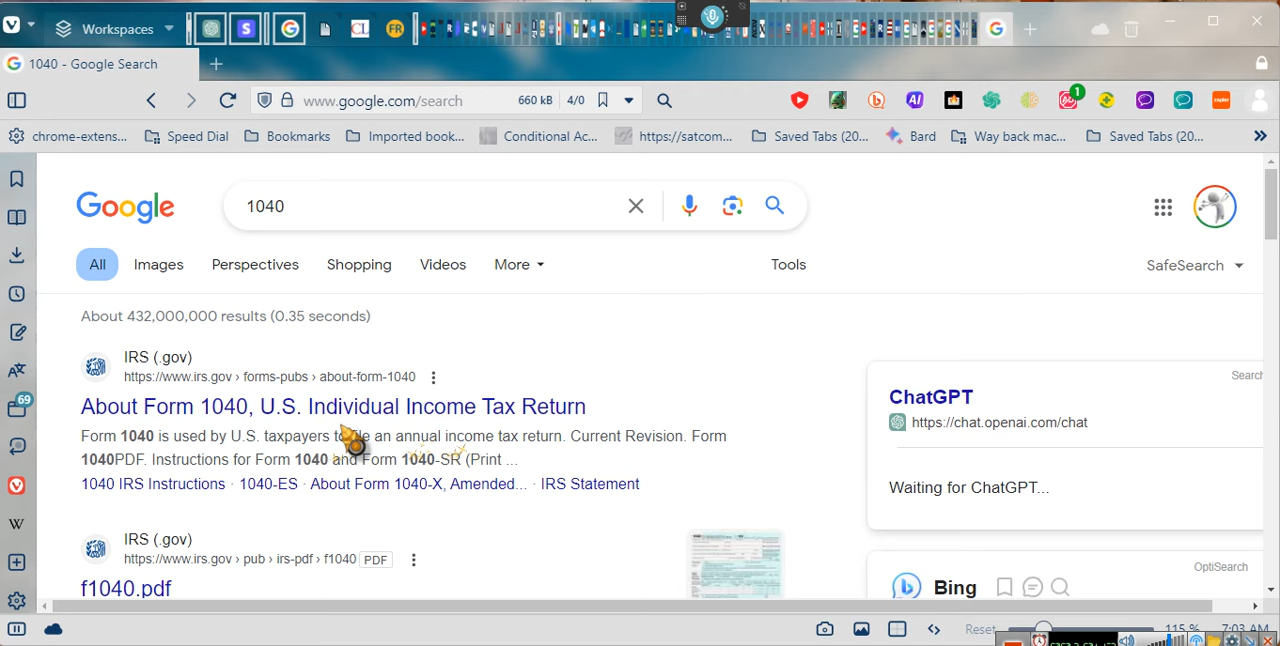 Workspaces
CL
FR
1040 - Google Search
www.google.com/search
660 kB
4/0
AI
1
chrome-extens...
Speed Dial
Bookmarks
Imported book...
Conditional Ac...
https://satcom...
Saved Tabs (20...
Bard
Way back mac...
Saved Tabs (20...
Google
1040
All
Images
Perspectives
Shopping
Videos
More
Tools
SafeSearch
About 432,000,000 results (0.35 seconds)
IRS (.gov)
https://www.irs.gov › forms-pubs › about-form-1040
About Form 1040, U.S. Individual Income Tax Return
Form 1040 is used by U.S. taxpayers to file an annual income tax return. Current Revision. Form
1040PDF. Instructions for Form 1040 and Form 1040-SR (Print ...
1040 IRS Instructions · 1040-ES · About Form 1040-X, Amended... · IRS Statement
IRS (.gov)
https://www.irs.gov › pub › irs-pdf › f1040
PDF
f1040.pdf
Search
ChatGPT
https://chat.openai.com/chat
Waiting for ChatGPT...
OptiSearch
Bing
69
W
Reset
115 %
7:03 AM